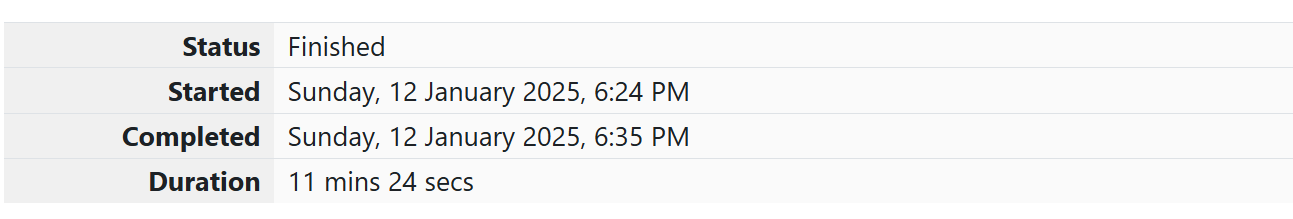 Status Finished
Started Sunday, 12 January 2025, 6:24 PM
Completed Sunday, 12 January 2025, 6:35 PM
Duration 11 mins 24 secs